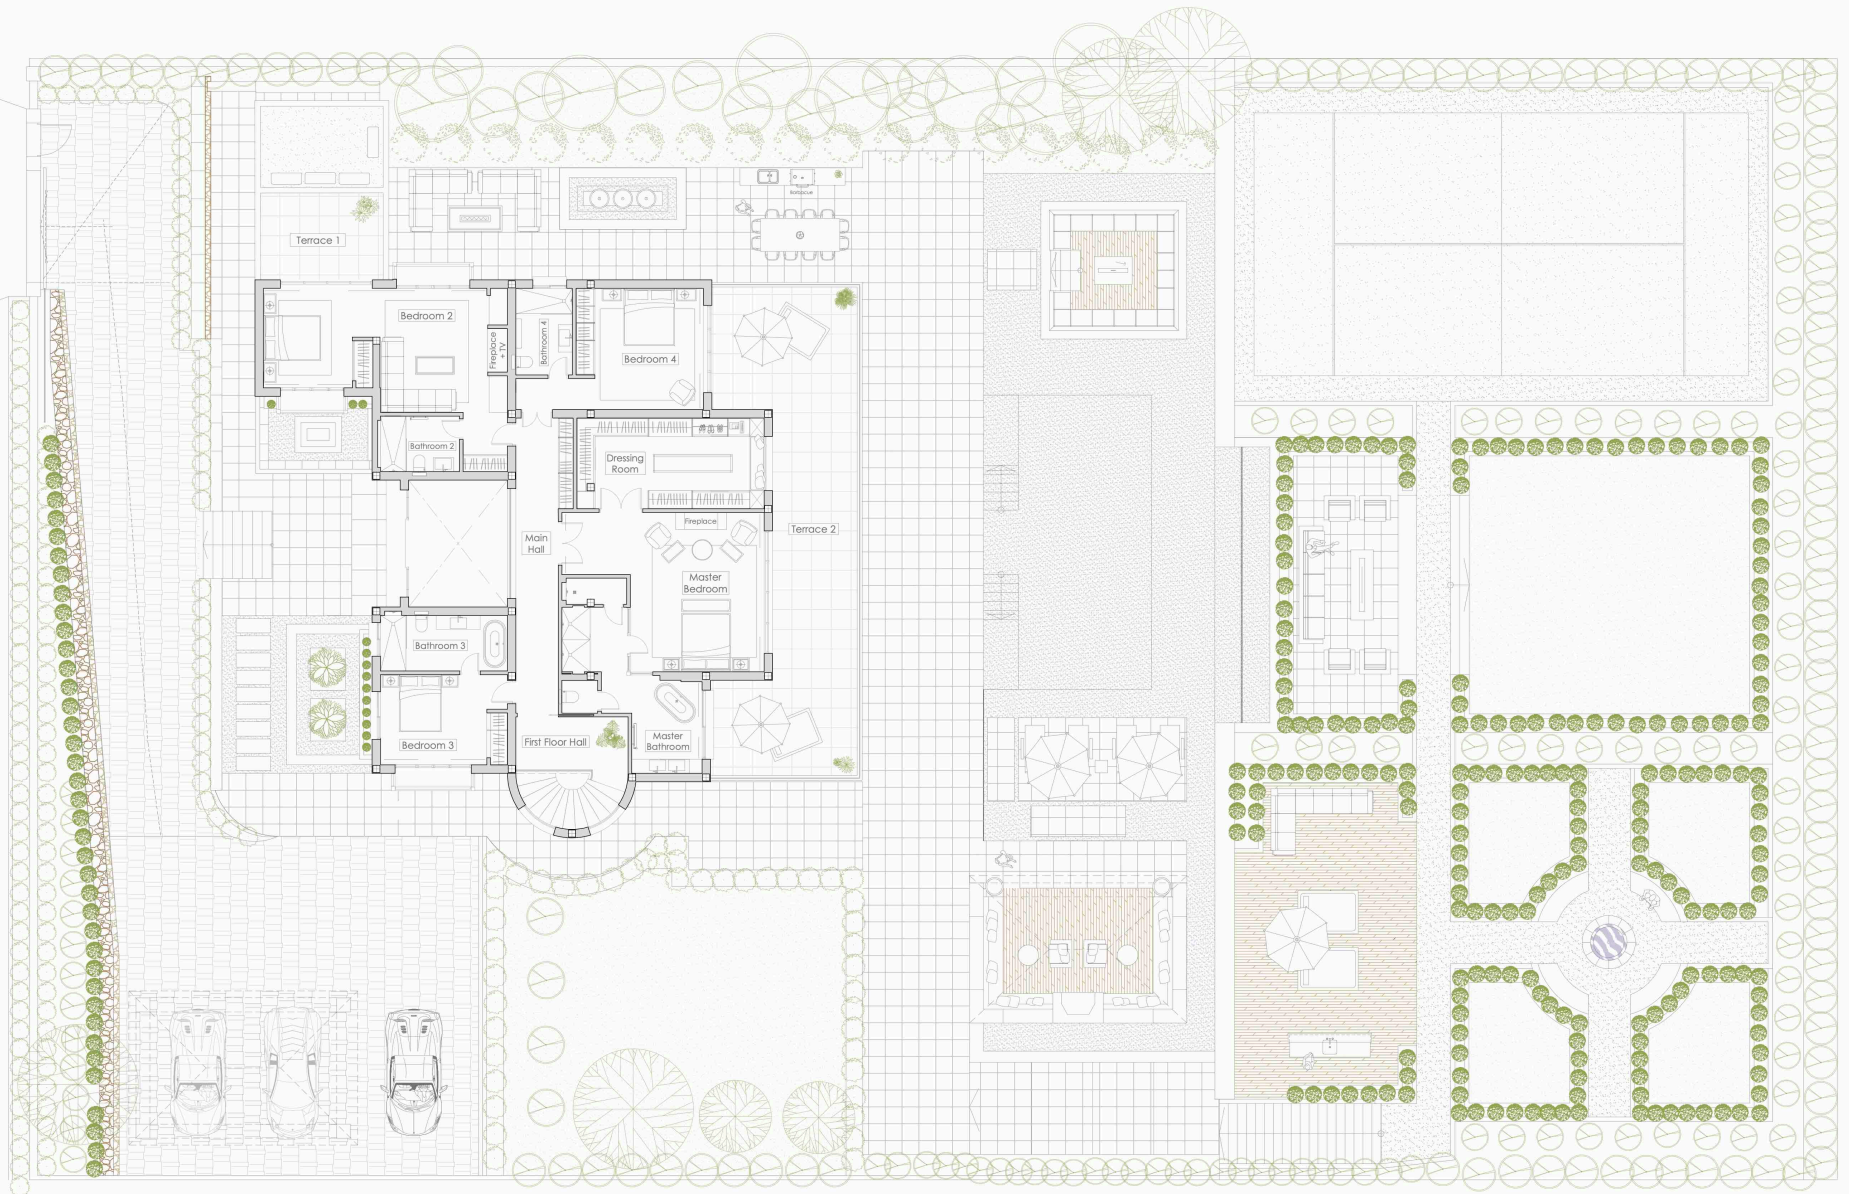 Barbacue
Terrace 1
Bedroom 2
Fireplace
+ TV
Bathroom 4
Bedroom 4
Bathroom 2
Dressing
Room
Fireplace
Terrace 2
Main
Hall
Master
Bedroom
Bathroom 3
Bedroom 3
First Floor Hall
Master
Bathroom